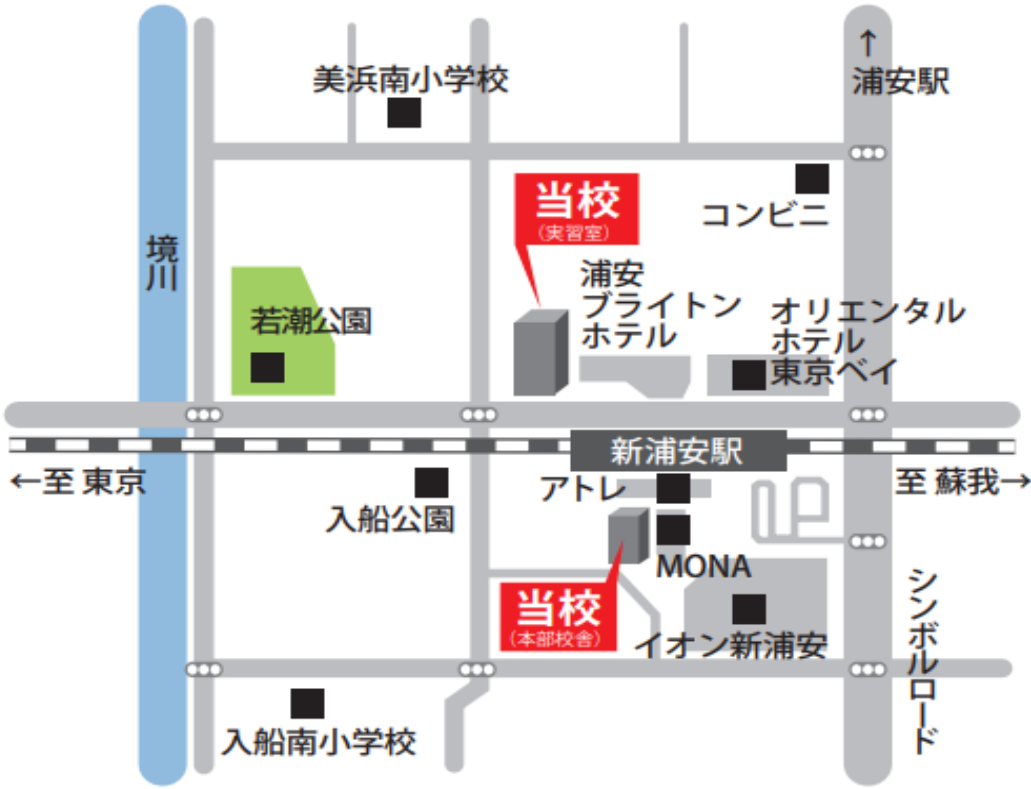 ↑
浦安駅
美浜南小学校
当校
（実習室）
コンビニ
境川
浦安
ブライトン
ホテル
オリエンタル
ホテル
東京ベイ
若潮公園
新浦安駅
←至 東京
至 蘇我→
アトレ
入船公園
MONA
シンボルロード
当校
（本部校舎）
イオン新浦安
入船南小学校